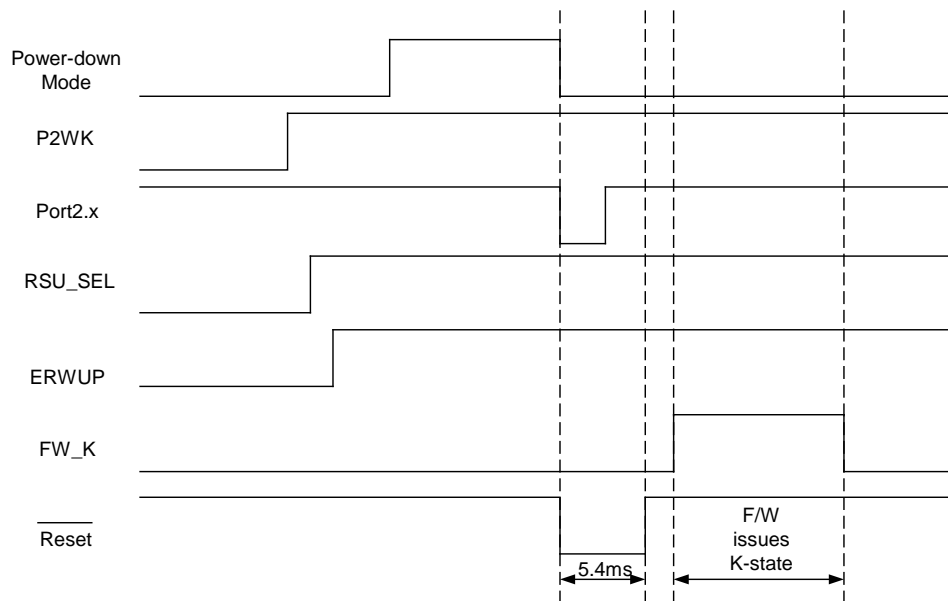 Power-down
Mode
P2WK
Port2.x
RSU_SEL
ERWUP
FW_K
Reset
5.4ms
F/W
issues
K-state